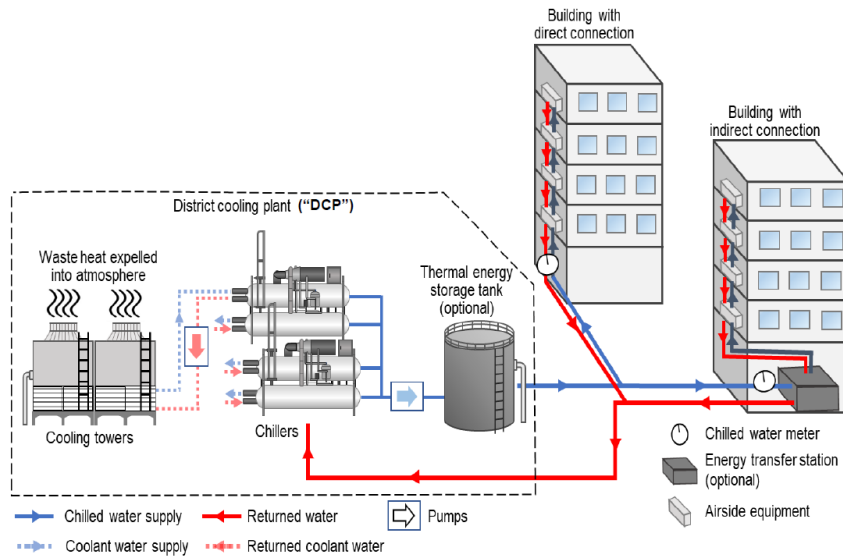 Building with
direct connection
Building with
indirect connection
District cooling plant (“DCP”)
Waste heat expelled
into atmosphere
Thermal energy
storage tank
(optional)
Cooling towers
Chillers
Chilled water meter
Energy transfer station
(optional)
Airside equipment
Chilled water supply
Returned water
Pumps
Coolant water supply
Returned coolant water